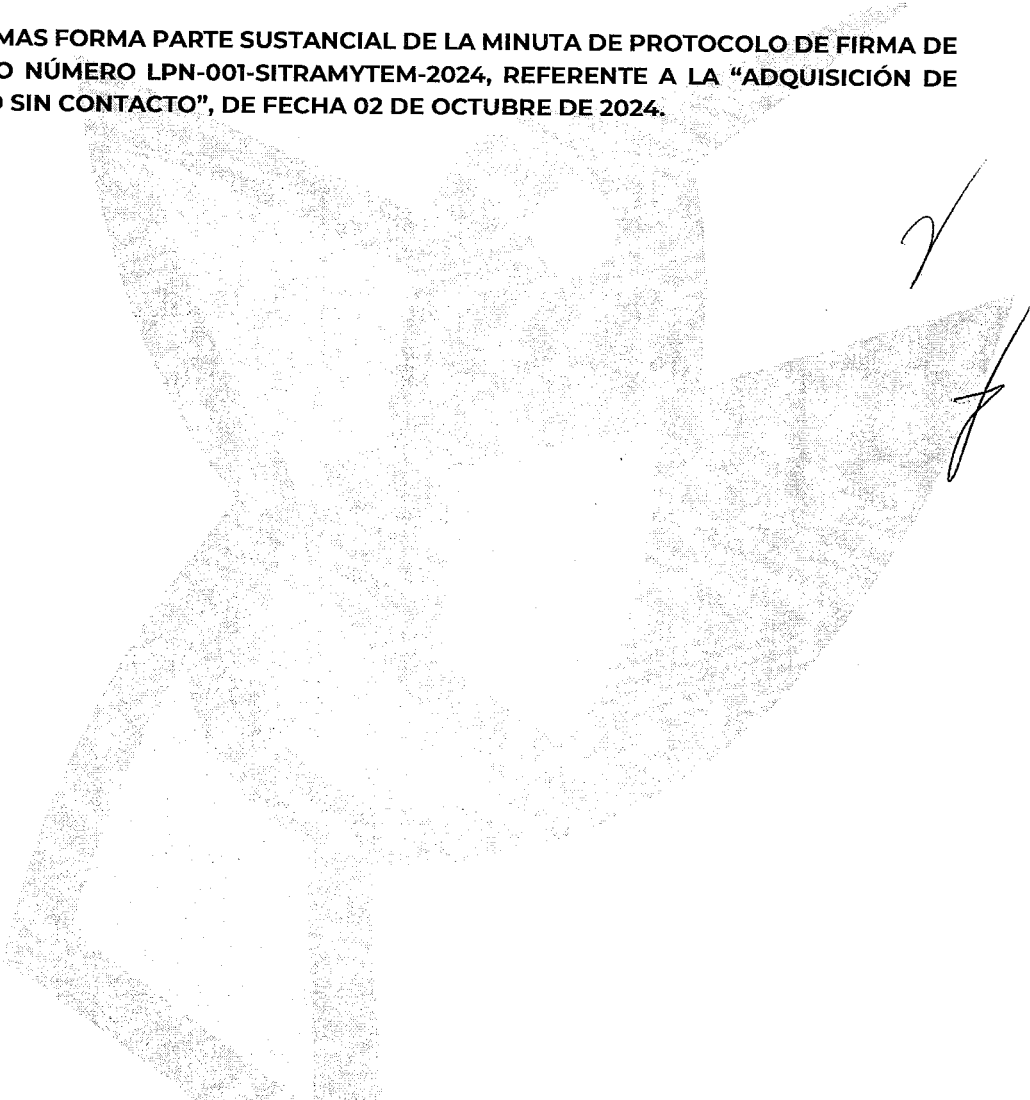 MAS FORMA PARTE SUSTANCIAL DE LA MINUTA DE PROTOCOLO DE FIRMA DE
O NÚMERO LPN-001-SITRAMYTEM-2024, REFERENTE A LA “ADQUISICIÓN DE
SIN CONTACTO”, DE FECHA 02 DE OCTUBRE DE 2024.